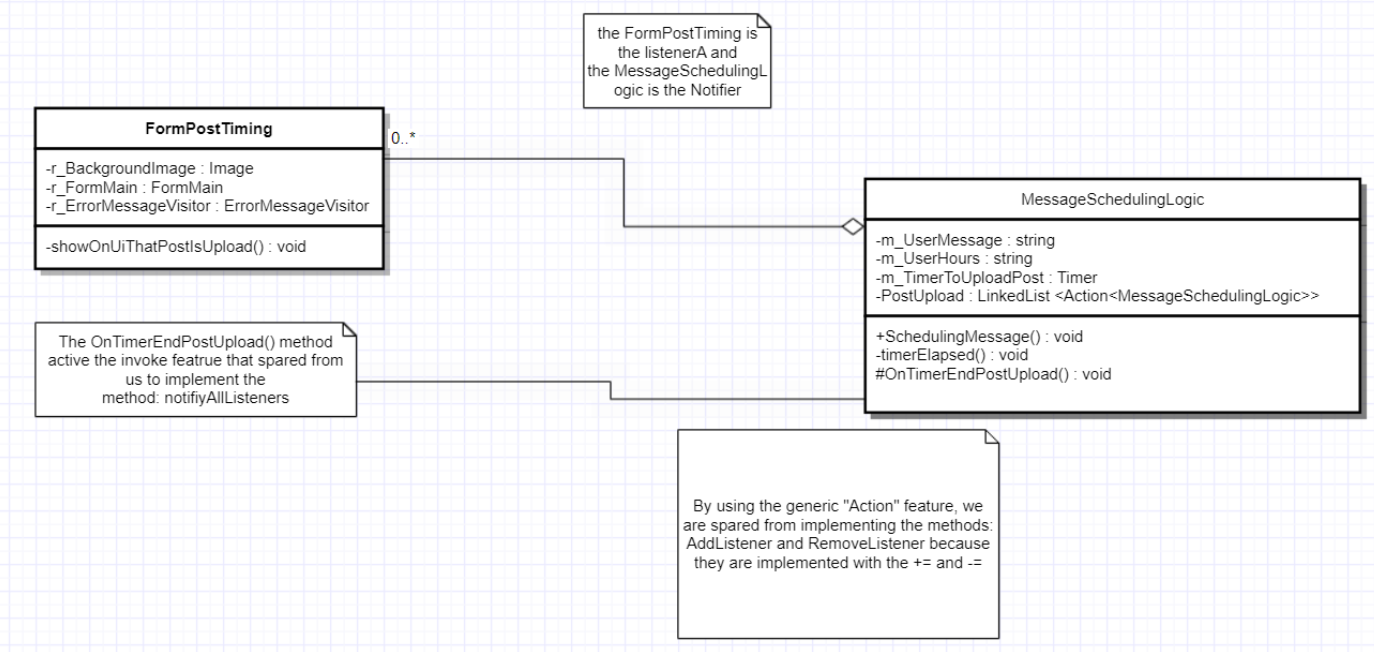 the FormPostTiming is
the listenerA and
the MessageSchedulingL
ogic is the Notifier
FormPostTiming
0..*
-r_BackgroundImage : Image
-r_FormMain : FormMain
-r_ErrorMessageVisitor : ErrorMessageVisitor
-showOnUiThatPostIsUpload() : void
MessageSchedulingLogic
-m_UserMessage : string
-m_UserHours : string
-m_TimerToUploadPost : Timer
-PostUpload : LinkedList <Action<MessageSchedulingLogic>>
+SchedulingMessage() : void
-timerElapsed() : void
#OnTimerEndPostUpload() : void
The OnTimerEndPostUpload() method
active the invoke featrue that spared from
us to implement the
method: notifiyAllListeners
By using the generic "Action" feature, we
are spared from implementing the methods:
AddListener and RemoveListener because
they are implemented with the += and -=